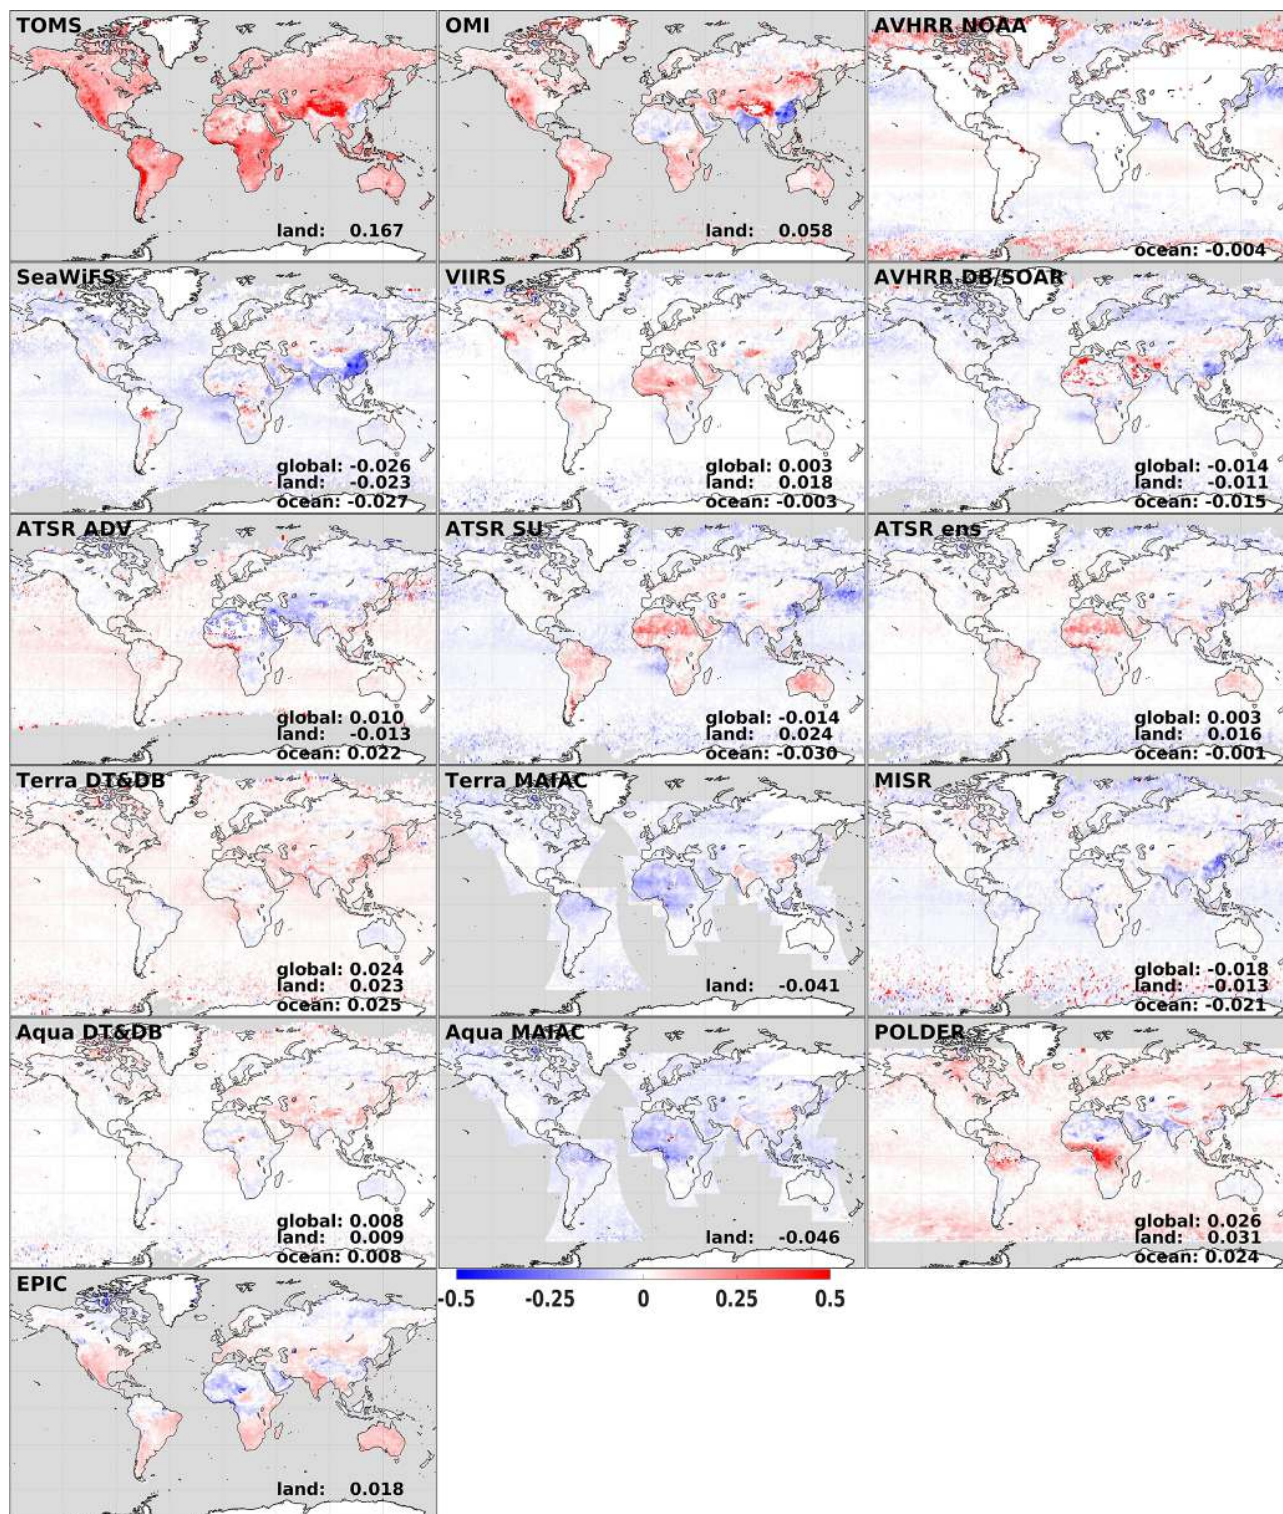 TOMS
land: 0.167
OMI
land: 0.058
AVHRR NOAA
ocean: -0.004
SeaWiFS
global: -0.026
land: -0.023
ocean: -0.027
VIIRS
global: 0.003
land: 0.018
ocean: -0.003
AVHRR DB/SOAR
global: -0.014
land: -0.011
ocean: -0.015
ATSR ADV
global: 0.010
land: -0.013
ocean: 0.022
ATSR SU
global: -0.014
land: 0.024
ocean: -0.030
ATSR ens
global: 0.003
land: 0.016
ocean: -0.001
Terra DT&DB
global: 0.024
land: 0.023
ocean: 0.025
Terra MAIAC
land: -0.041
MISR
global: -0.018
land: -0.013
ocean: -0.021
Aqua DT&DB
global: 0.008
land: 0.009
ocean: 0.008
Aqua MAIAC
land: -0.046
POLDER
global: 0.026
land: 0.031
ocean: 0.024
EPIC
land: 0.018
-0.5 -0.25 0 0.25 0.5